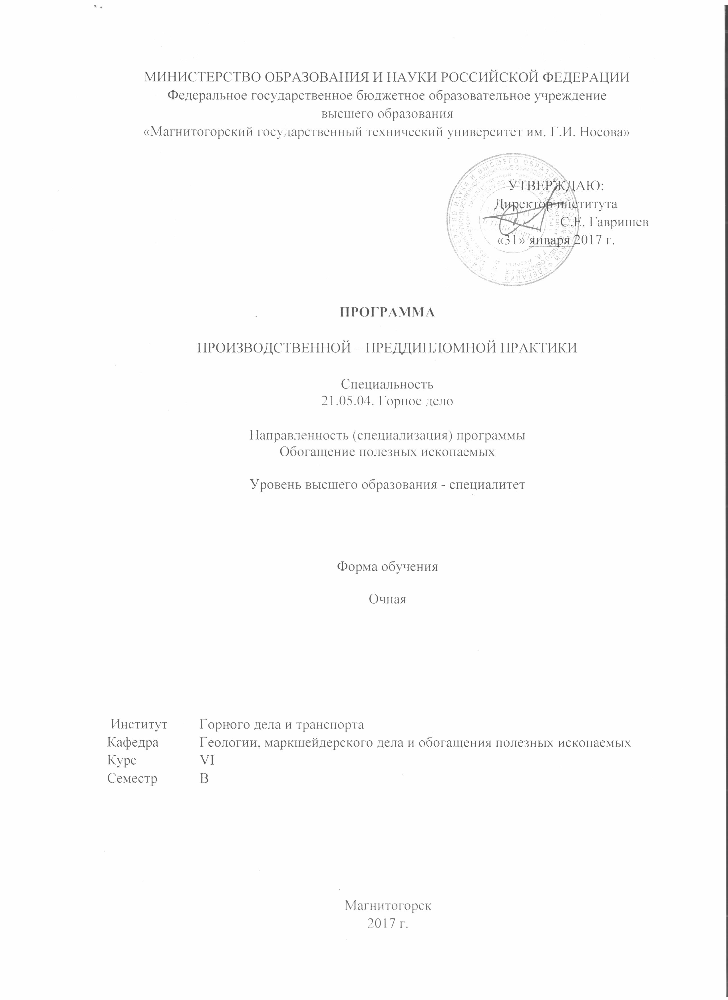 МИНИСТЕРСТВО ОБРАЗОВАНИЯ И НАУКИ РОССИЙСКОЙ ФЕДЕРАЦИИ
Федеральное государственное бюджетное образовательное учреждение
высшего образования
«Магнитогорский государственный технический университет им. Г.И. Носова»
УТВЕРЖДАЮ:
Директор института
С.Е. Гавришев
«31» января 2017 г.
ПРОГРАММА
ПРОИЗВОДСТВЕННОЙ – ПРЕДДИПЛОМНОЙ ПРАКТИКИ
Специальность
21.05.04. Горное дело
Направленность (специализация) программы
Обогащение полезных ископаемых
Уровень высшего образования - специалитет
Форма обучения
Очная
Институт Горного дела и транспорта
Кафедра Геологии, маркшейдерского дела и обогащения полезных ископаемых
Курс VI
Семестр В
Магнитогорск
2017 г.